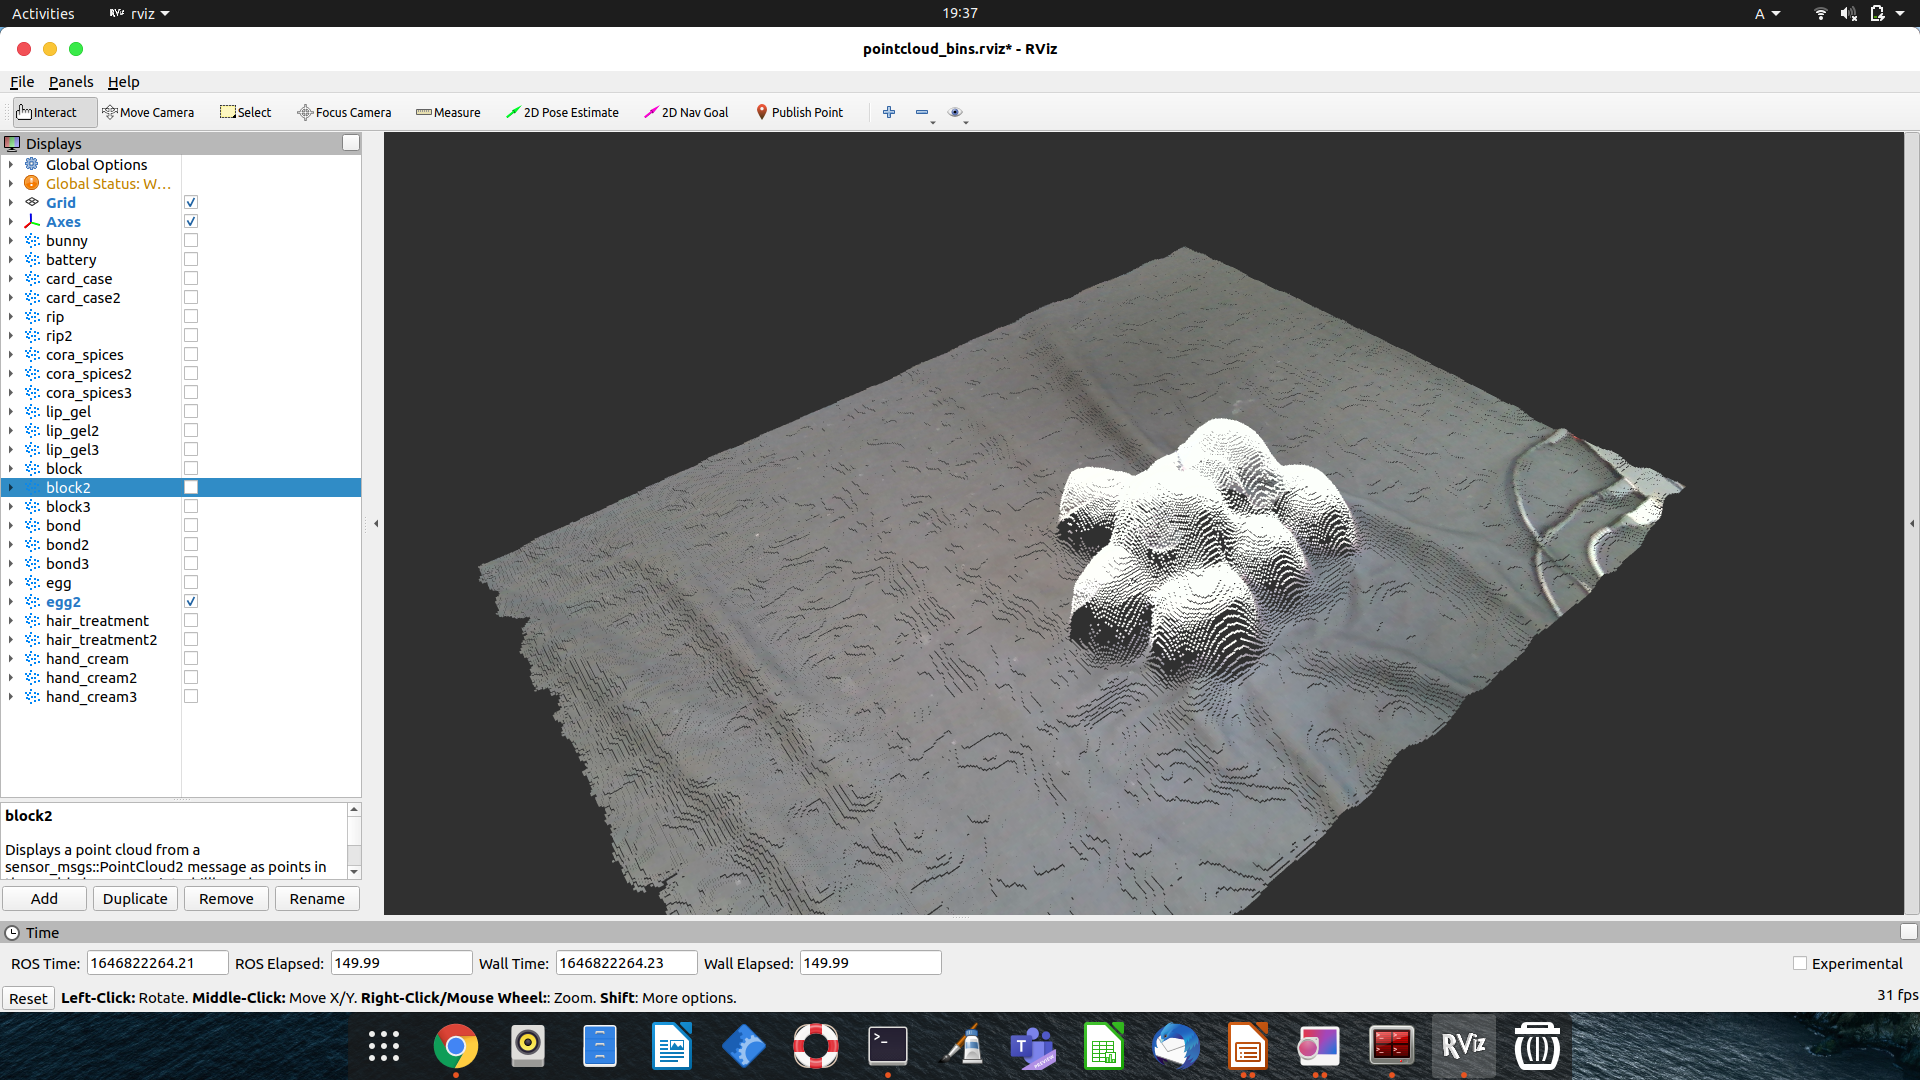 Activities
RViz rviz
19:37
A
pointcloud_bins.rviz* - RViz
File Panels Help
Interact Move Camera Select Focus Camera Measure 2D Pose Estimate 2D Nav Goal Publish Point
Displays
Global Options
Global Status: W…
Grid
Axes
bunny
battery
card_case
card_case2
rip
rip2
cora_spices
cora_spices2
cora_spices3
lip_gel
lip_gel2
lip_gel3
block
block2
block3
bond
bond2
bond3
egg
egg2
hair_treatment
hair_treatment2
hand_cream
hand_cream2
hand_cream3
block2
Displays a point cloud from a
sensor_msgs::PointCloud2 message as points in
Add Duplicate Remove Rename
Time
ROS Time: 1646822264.21 ROS Elapsed: 149.99 Wall Time: 1646822264.23 Wall Elapsed: 149.99 Experimental
Reset Left-Click: Rotate. Middle-Click: Move X/Y. Right-Click/Mouse Wheel:: Zoom. Shift: More options. 31 fps
>_ T PREVIEW RViz